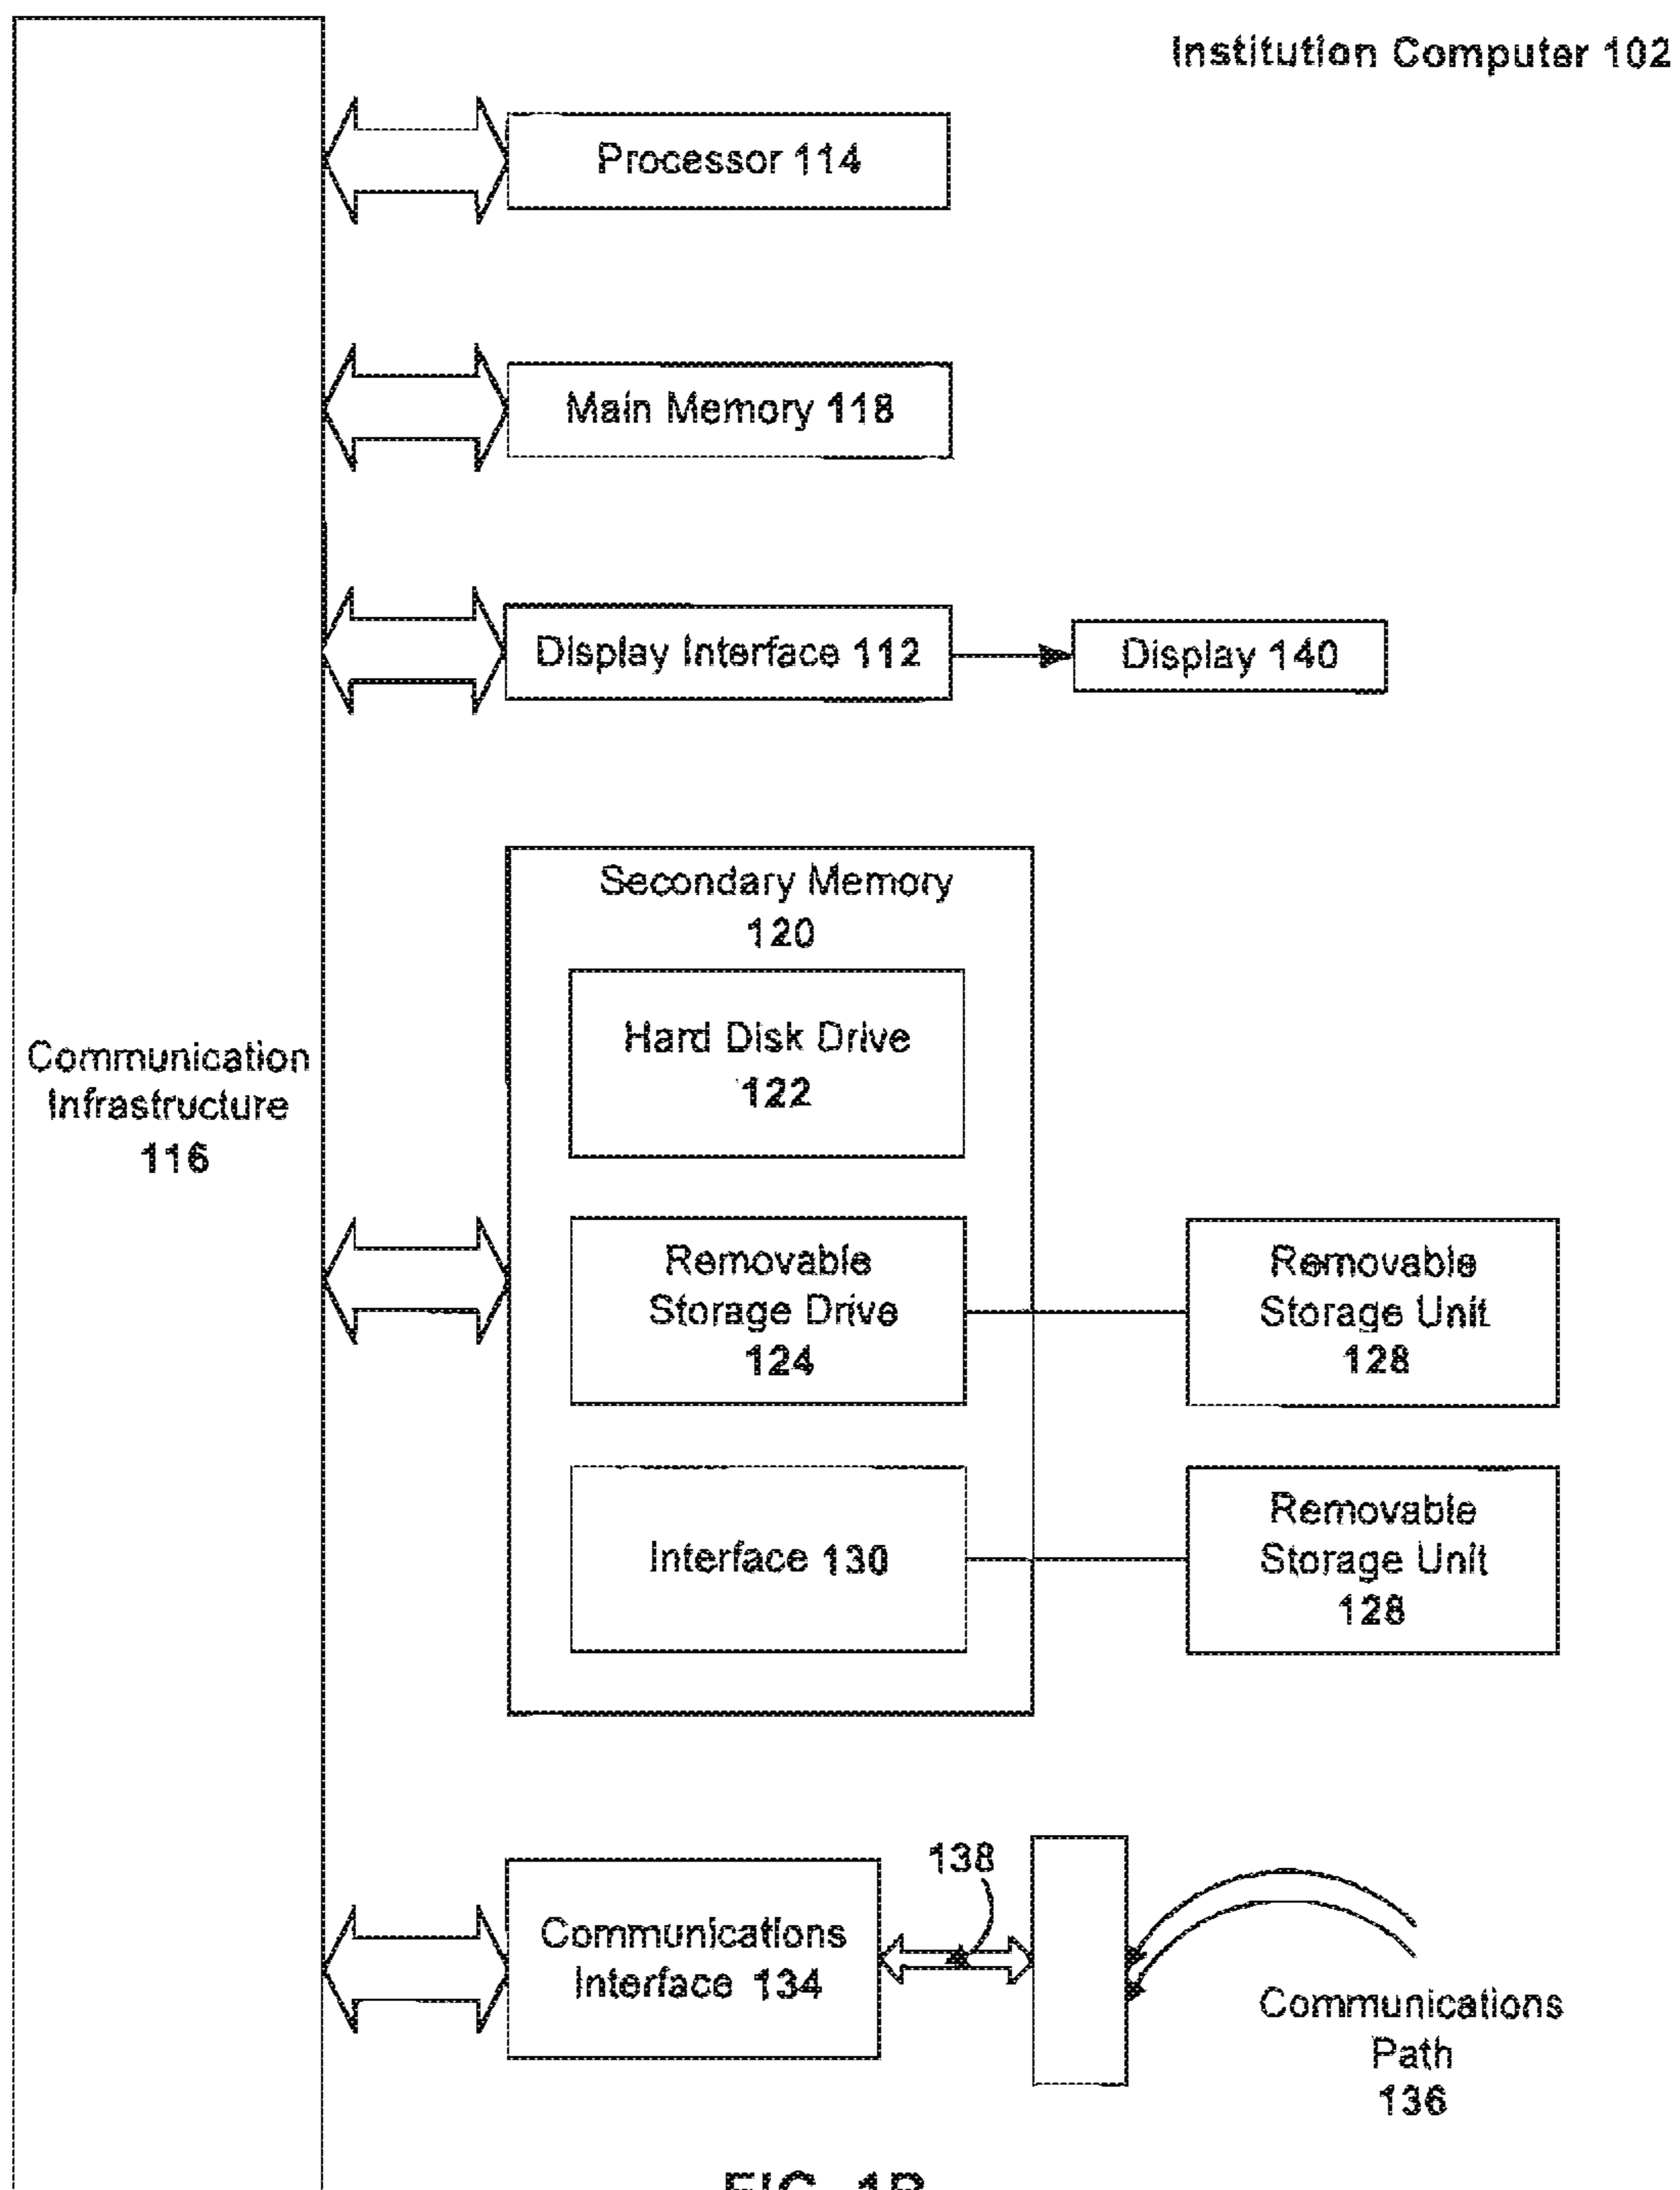 Institution Computer 102
Processor 114
Main Memory 118
Display Interface 112
Display 140
Secondary Memory
120
Hard Disk Drive
122
Communication
Infrastructure
116
Removable
Storage Drive
124
Removable
Storage Unit
128
Interface 130
Removable
Storage Unit
128
138
Communications
Interface 134
Communications
Path
136
FIG. 1B